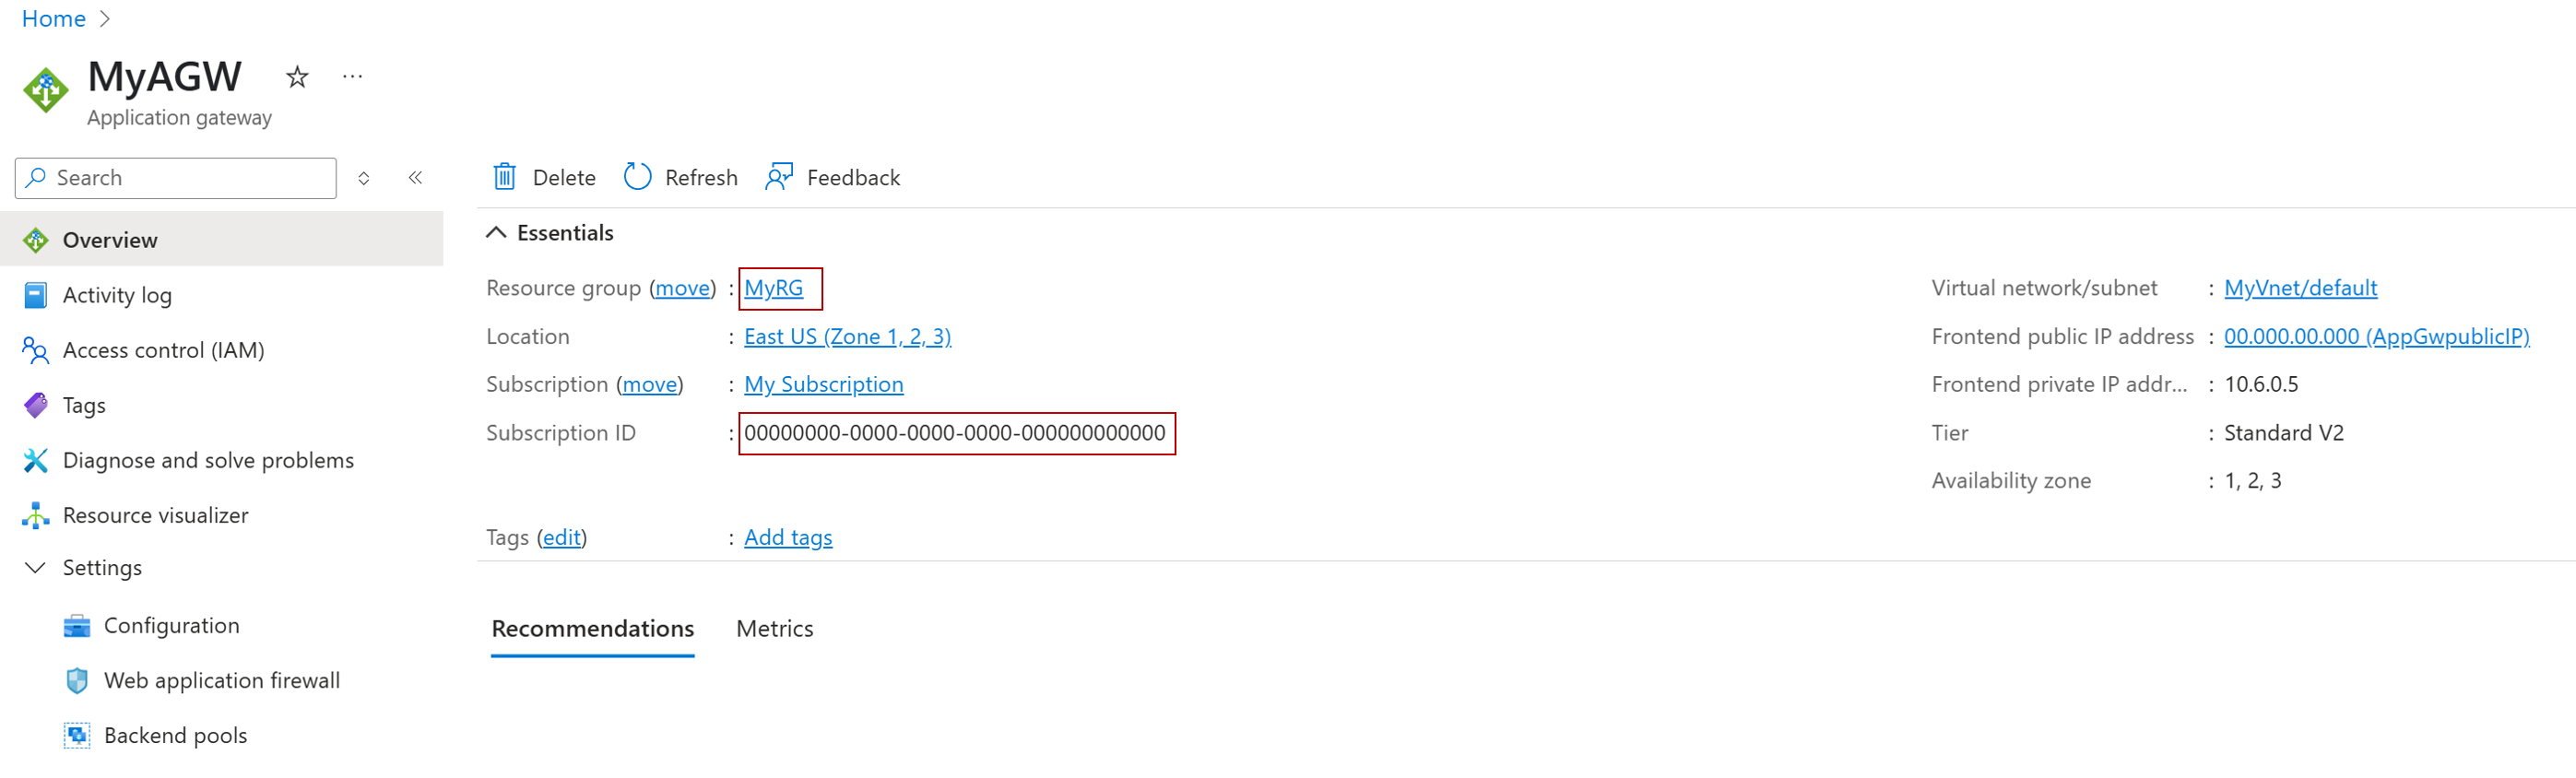 Home
MyAGW
Application gateway
Search
Overview
Activity log
Access control (IAM)
Tags
Diagnose and solve problems
Resource visualizer
Settings
Configuration
Web application firewall
Backend pools
Delete Refresh Feedback
Essentials
Resource group (move) : MyRG
Location : East US (Zone 1, 2, 3)
Subscription (move) : My Subscription
Subscription ID : 00000000-0000-0000-0000-000000000000
Tags (edit) : Add tags
Virtual network/subnet : MyVnet/default
Frontend public IP address : 00.000.00.000 (AppGwpublicIP)
Frontend private IP addr... : 10.6.0.5
Tier : Standard V2
Availability zone : 1, 2, 3
Recommendations Metrics